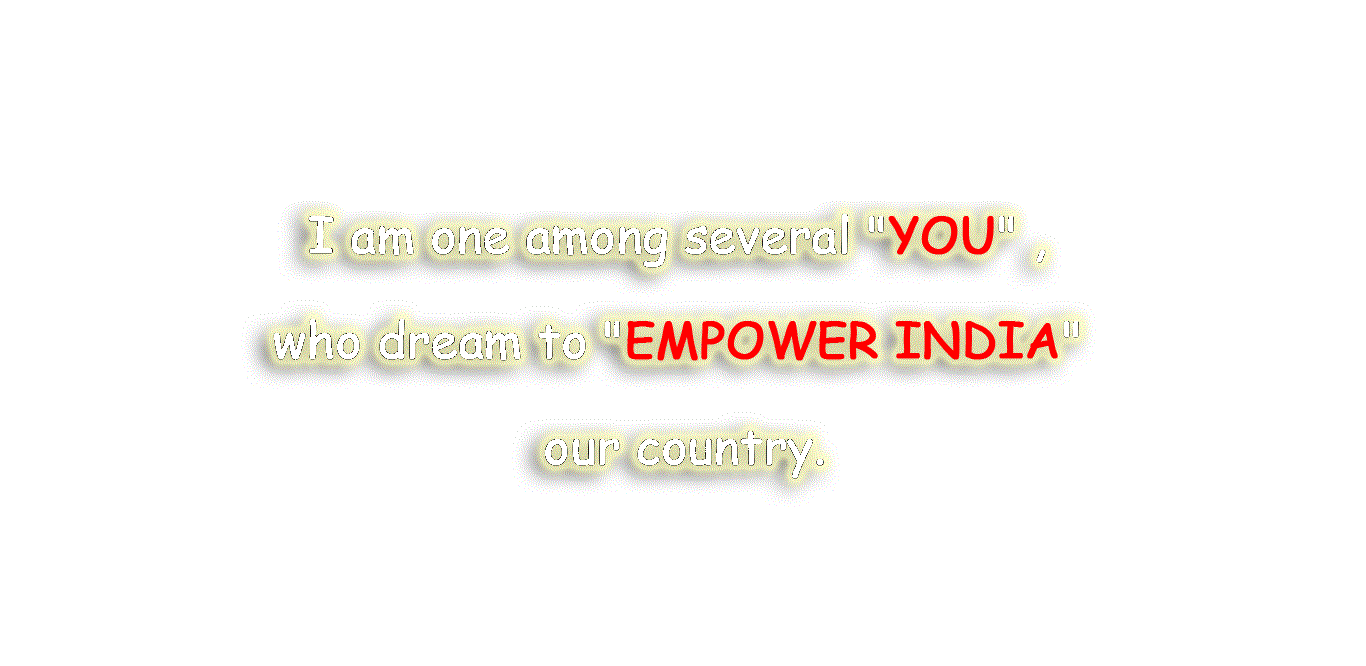 I am one among several "YOU" ,
who dream to "EMPOWER INDIA"
our country.